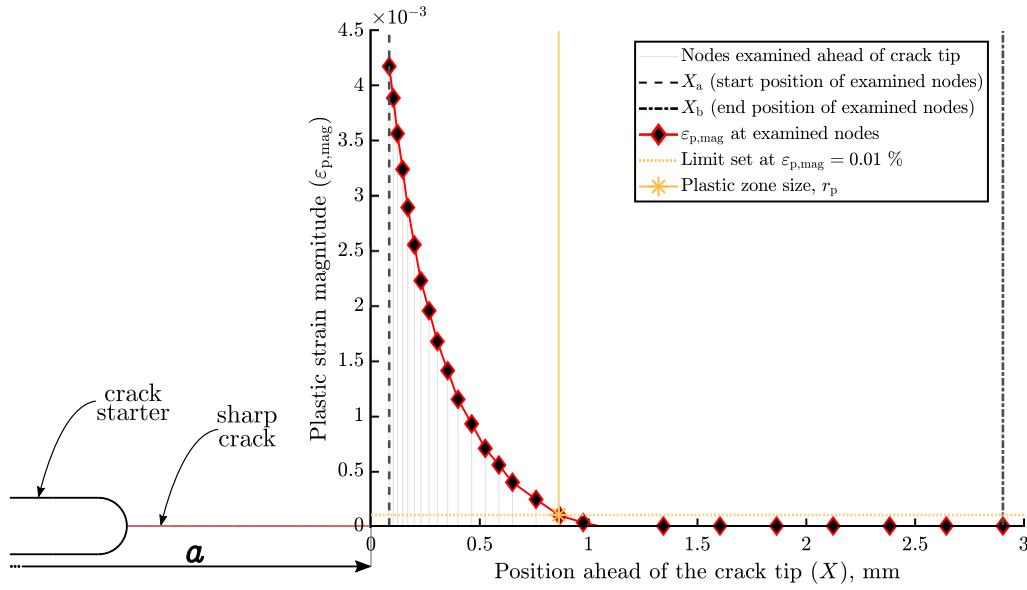 ×10⁻³
4.5
4
3.5
3
2.5
2
1.5
1
0.5
0
Plastic strain magnitude (εp,mag)
Nodes examined ahead of crack tip
Xa (start position of examined nodes)
Xb (end position of examined nodes)
εp,mag at examined nodes
Limit set at εp,mag = 0.01 %
Plastic zone size, rp
crack
starter
sharp
crack
a
0
0.5
1
1.5
2
2.5
3
Position ahead of the crack tip (X), mm